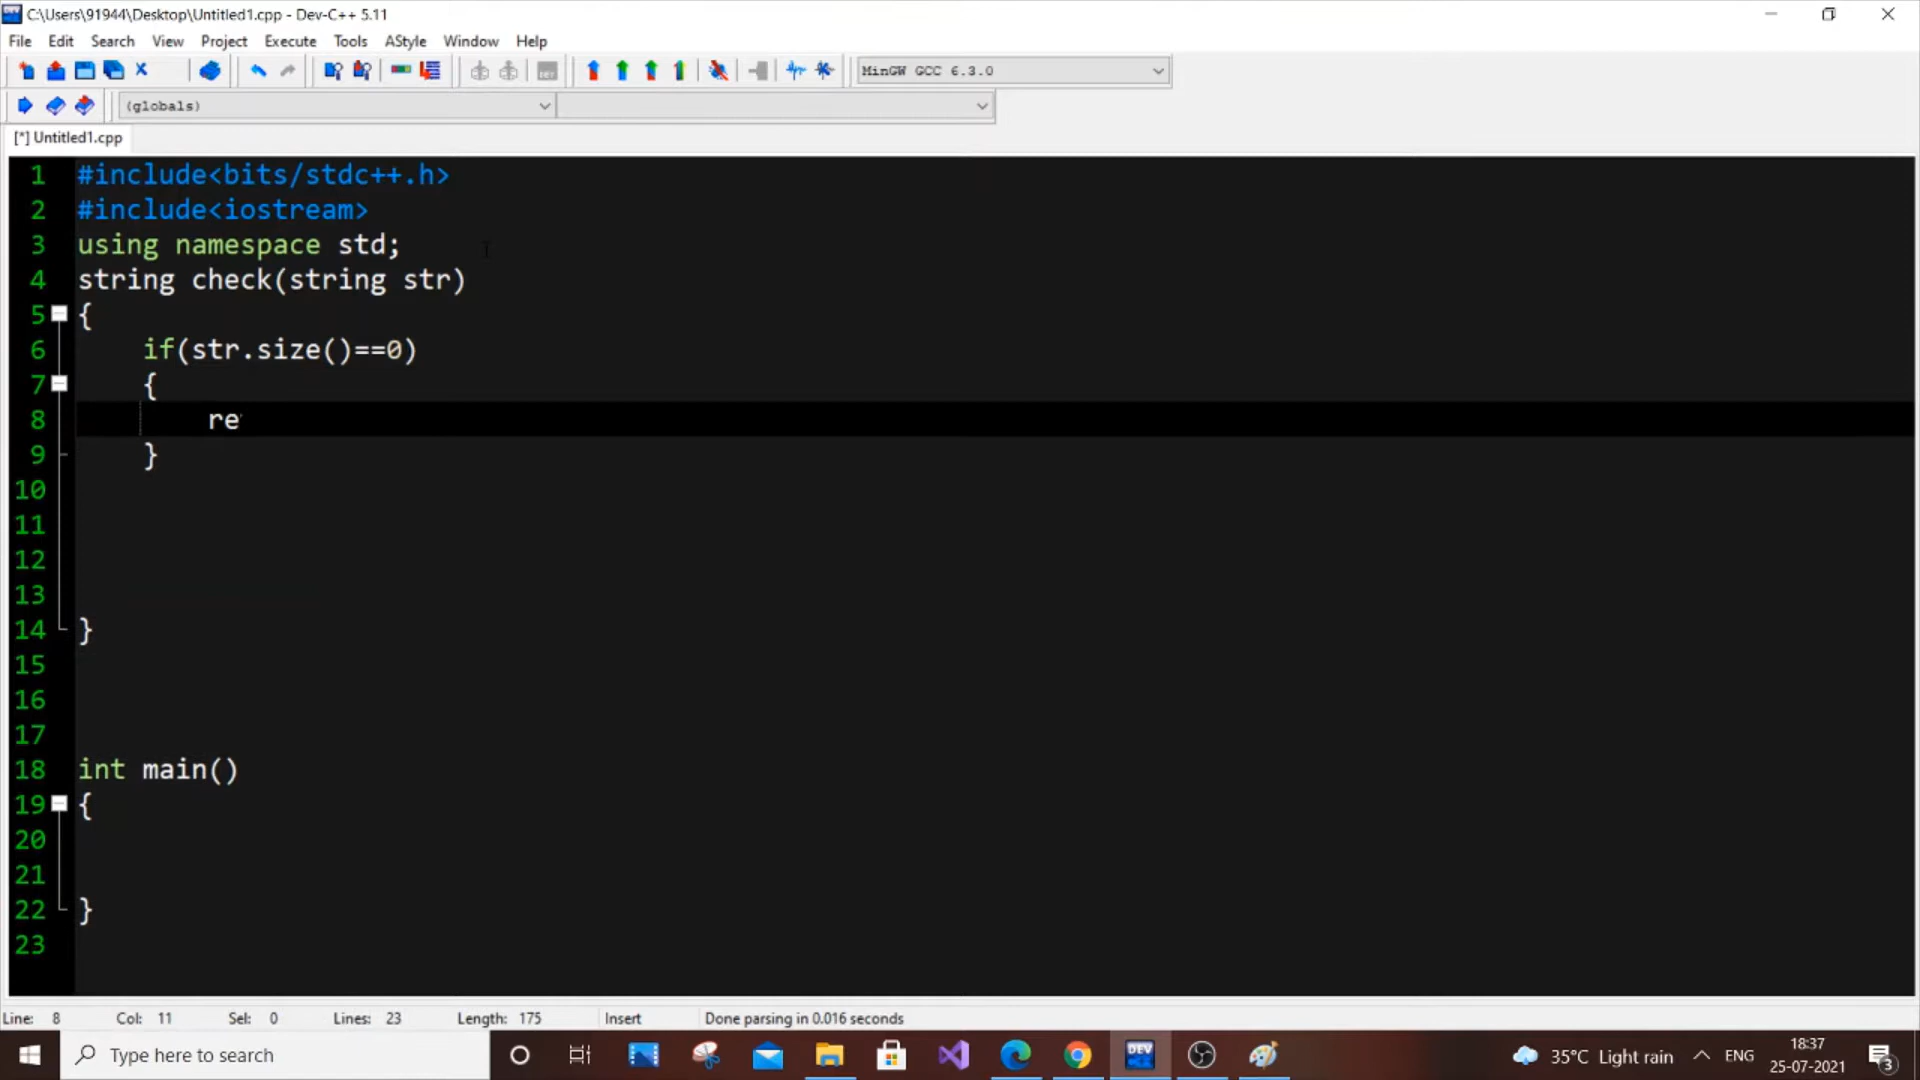 C:\Users\91944\Desktop\Untitled1.cpp - Dev-C++ 5.11
File Edit Search View Project Execute Tools AStyle Window Help
MinGW GCC 6.3.0
(globals)
[*] Untitled1.cpp
1 #include<bits/stdc++.h>
2 #include<iostream>
3 using namespace std;
4 string check(string str)
5 {
6 if(str.size()==0)
7 {
8 re
9 }
10
11
12
13
14 }
15
16
17
18 int main()
19 {
20
21
22 }
23
Line: 8 Col: 11 Sel: 0 Lines: 23 Length: 175 Insert Done parsing in 0.016 seconds
Type here to search
DEV
35°C Light rain
ENG
18:37
25-07-2021
3